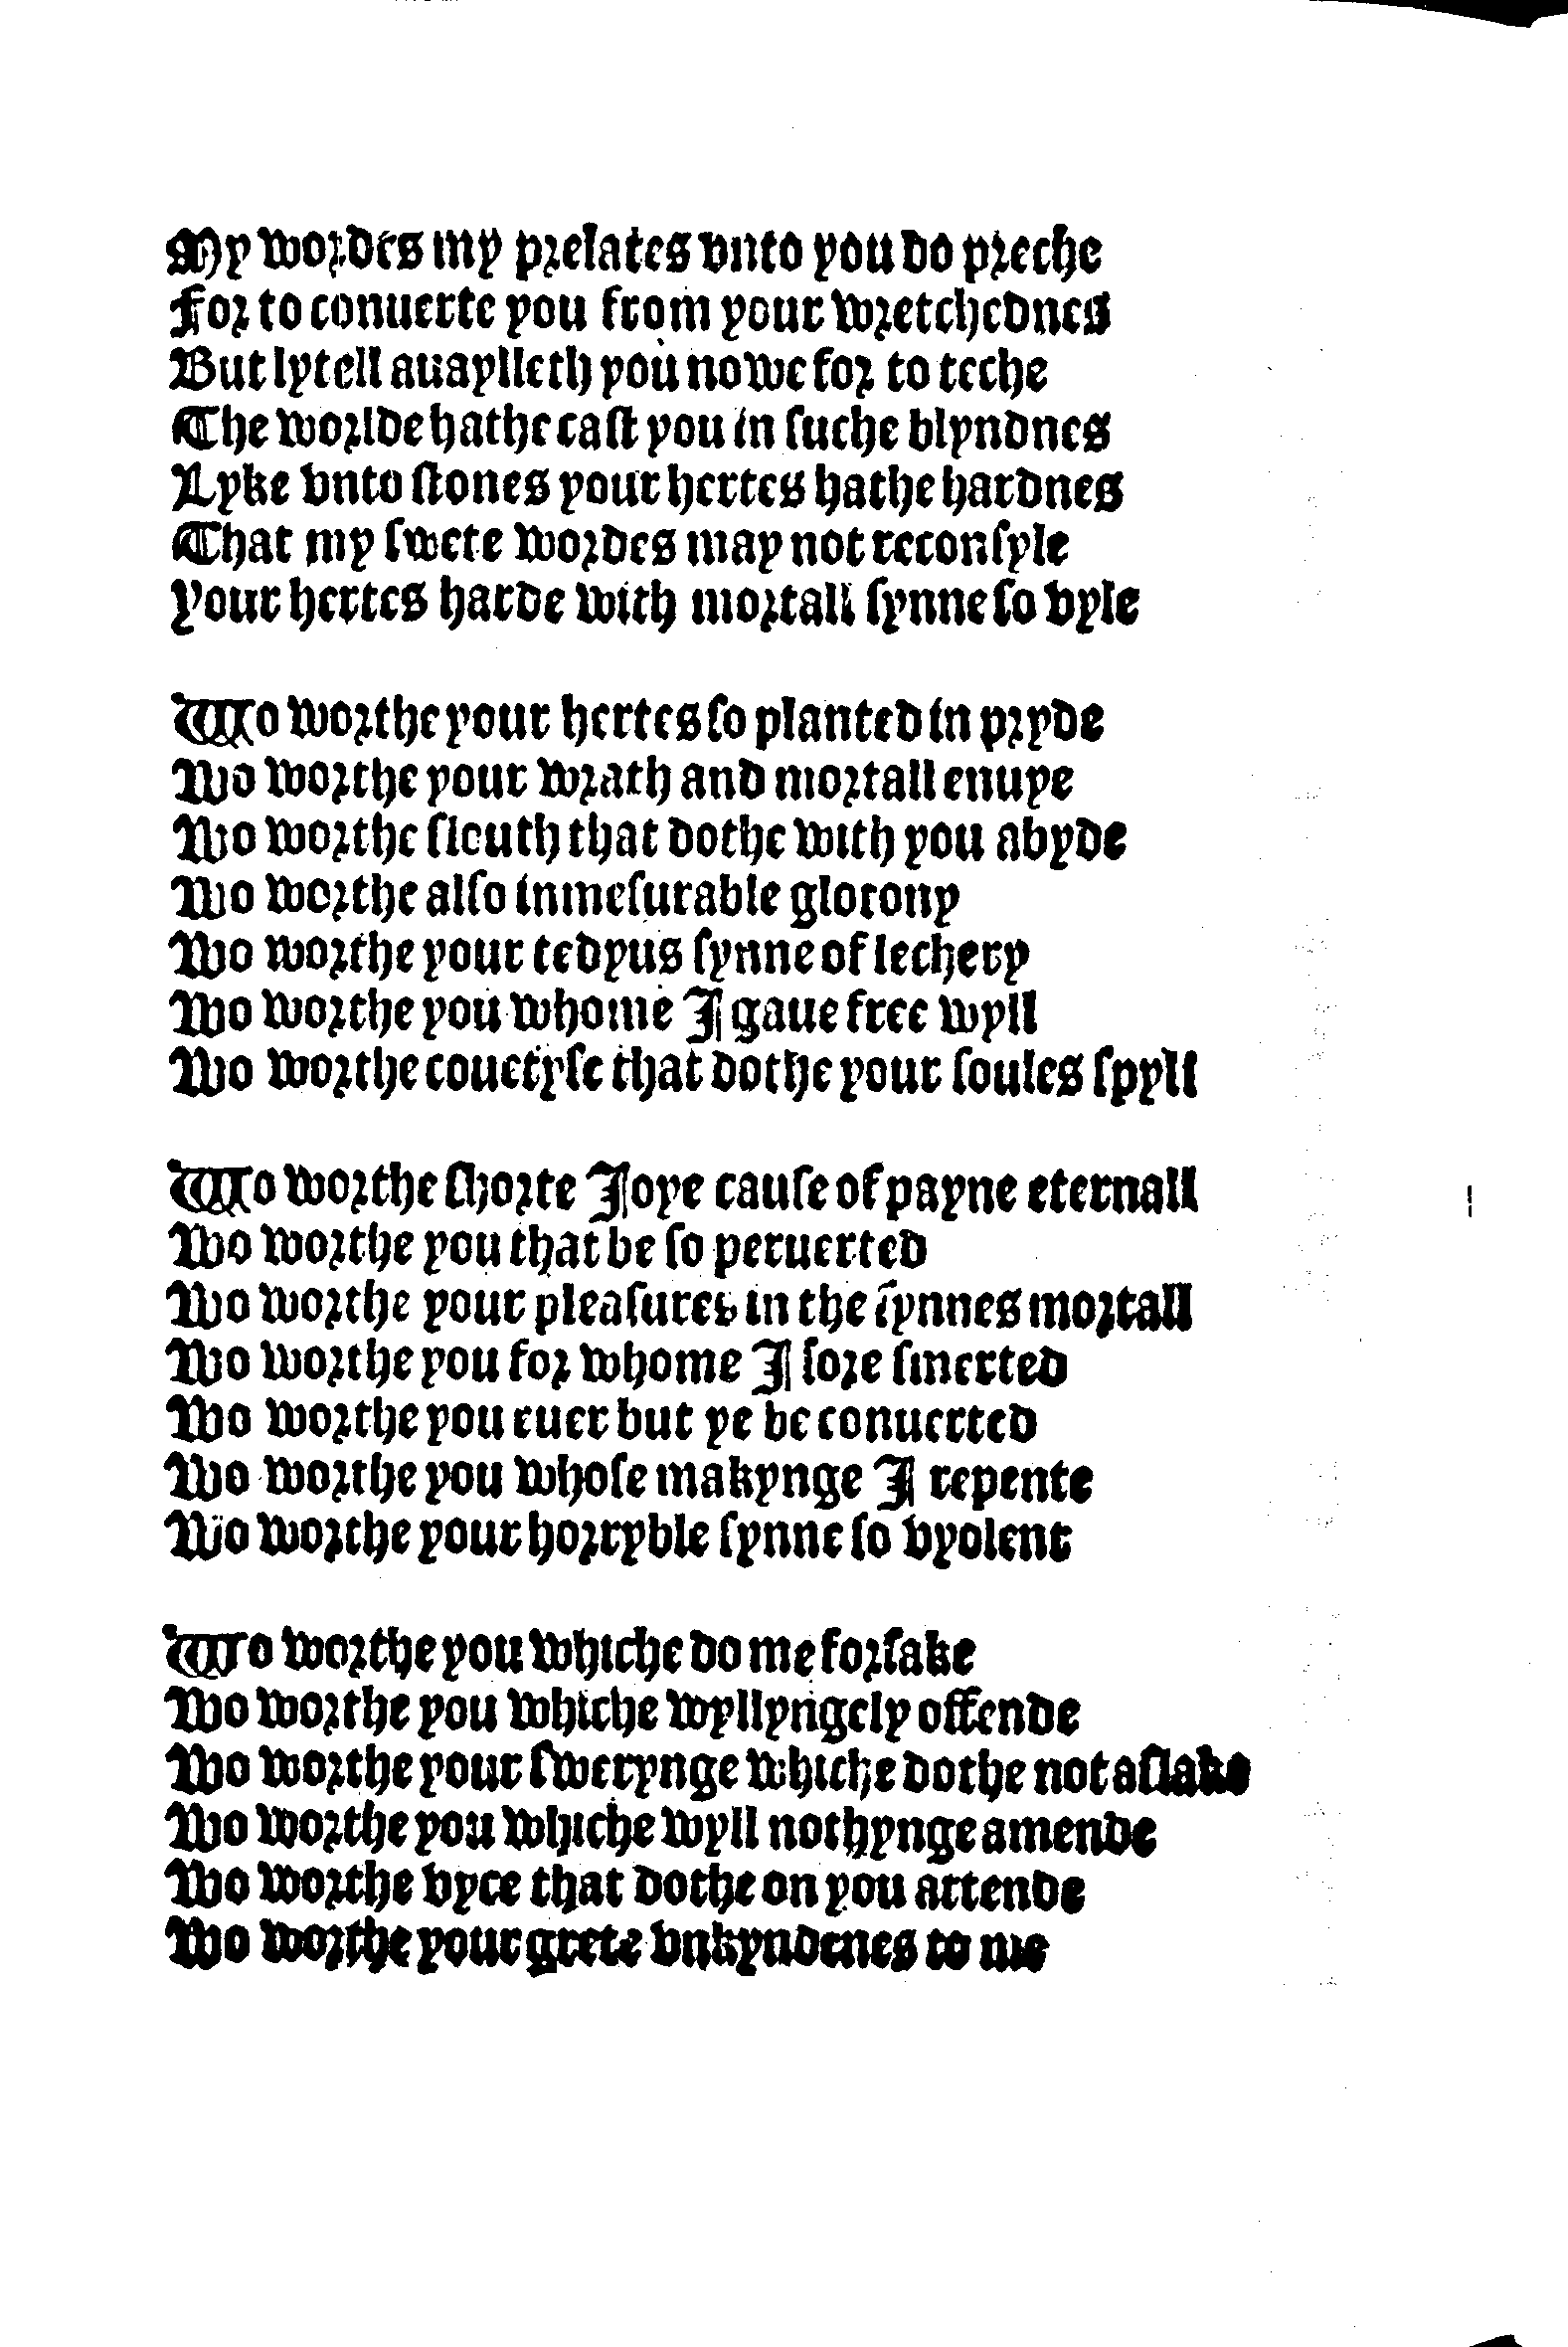 My wordes my prelates vnto you do preche
For to conuerte you from your wretchednes
But lytell auaylleth you nowe for to teche
The worlde hathe cast you in suche blyndnes
Lyke vnto stones your hertes hathe hardnes
That my swete wordes may not reconsyle
Your hertes harde with mortall synne so vyle

Wo worthe your hertes so planted in pryde
Wo worthe your wrath and mortall enuye
Wo worthe slouth that dothe with you abyde
Wo worthe also inmesurable glotony
Wo worthe your tedyus synne of lechery
Wo worthe you whome I gaue free wyll
Wo worthe couetyse that dothe your soules spyll

Wo worthe shorte Joye cause of payne eternall
Wo worthe you that be so peruerted
Wo worthe your pleasures in the synnes mortall
Wo worthe you for whome I sore smerted
Wo worthe you euer but ye be conuerted
Wo worthe you whose makynge I repente
Wo worthe your horryble synne so vyolent

Wo worthe you whiche do me forsake
Wo worthe you whiche wyllyngely offende
Wo worthe your swerynge whiche dothe not aslake
Wo worthe you whiche wyll nothynge amende
Wo worthe vyce that dothe on you attende
Wo worthe your grete vnkyndenes to me